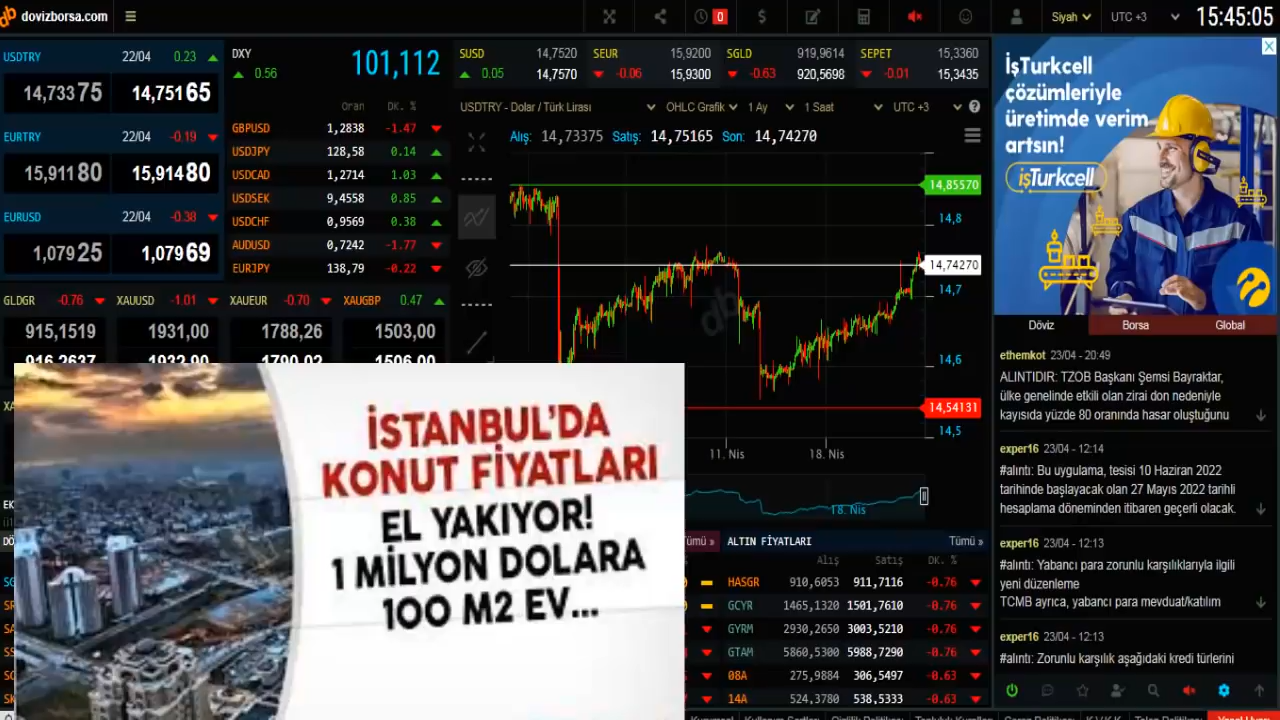 dovizborsa.com
0
$
Siyah
UTC +3
15:45:05
USDTRY 22/04 0.23
14,73375 14,75165
EURTRY 22/04 -0.19
15,91180 15,91480
EURUSD 22/04 -0.38
1,07925 1,07969
DXY
0.56
101,112
Oran DK. %
GBPUSD 1,2838 -1.47
USDJPY 128,58 0.14
USDCAD 1,2714 1.03
USDSEK 9,4558 0.85
USDCHF 0,9569 0.38
AUDUSD 0,7242 -1.77
EURJPY 138,79 -0.22
SUSD 14,7520
0.05 14,7570
SEUR 15,9200
-0.06 15,9300
SGLD 919,9614
-0.63 920,5698
SEPET 15,3360
-0.01 15,3435
USDTRY - Dolar / Türk Lirası
OHLC Grafik
1 Ay
1 Saat
UTC +3
Alış: 14,73375 Satış: 14,75165 Son: 14,74270
14,85570
14,8
14,74270
14,7
14,6
14,54131
14,5
11. Nis
18. Nis
18. Nis
GLDGR -0.76 XAUUSD -1.01 XAUEUR -0.70 XAUGBP 0.47
915,1519 1931,00 1788,26 1503,00
916,2637 1932,90 1790,02 1506,00
İSTANBUL'DA
KONUT FİYATLARI
EL YAKIYOR!
1 MİLYON DOLARA
100 M2 EV...
ALTIN FİYATLARI
Tümü »
Alış Satış DK. %
HASGR 910,6053 911,7116 -0.76
GCYR 1465,1320 1501,7610 -0.76
GYRM 2930,2650 3003,5210 -0.76
GTAM 5860,5300 5988,7290 -0.76
08A 275,9884 306,5497 -0.63
14A 524,3780 538,5333 -0.63
İşTurkcell
çözümleriyle
üretimde verim
artsın!
işTurkcell
Döviz Borsa Global
ethemkot 23/04 - 20:49
ALINTIDIR: TZOB Başkanı Şemsi Bayraktar,
ülke genelinde etkili olan zirai don nedeniyle
kayısıda yüzde 80 oranında hasar oluştuğunu
exper16 23/04 - 12:14
#alıntı: Bu uygulama, tesisi 10 Haziran 2022
tarihinde başlayacak olan 27 Mayıs 2022 tarihli
hesaplama döneminden itibaren geçerli olacak.
exper16 23/04 - 12:13
#alıntı: Yabancı para zorunlu karşılıklarıyla ilgili
yeni düzenleme
TCMB ayrıca, yabancı para mevduat/katılım
exper16 23/04 - 12:13
#alıntı: Zorunlu karşılık aşağıdaki kredi türlerini